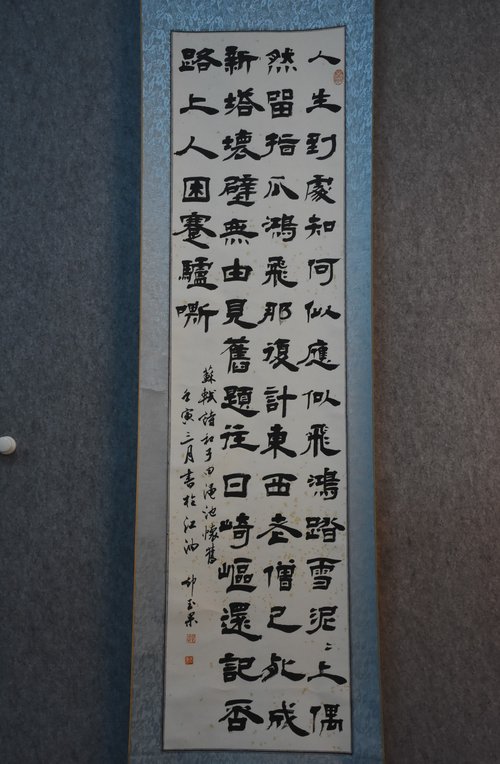 人生到處知何似應似飛鴻踏雪泥〻上偶
然留指爪鴻飛那復計東西老僧已死成
新塔壞壁無由見舊題往日崎嶇還記否
路上人困蹇驢嘶
蘇軾詩和子由澠池懷舊
壬寅三月書於江油